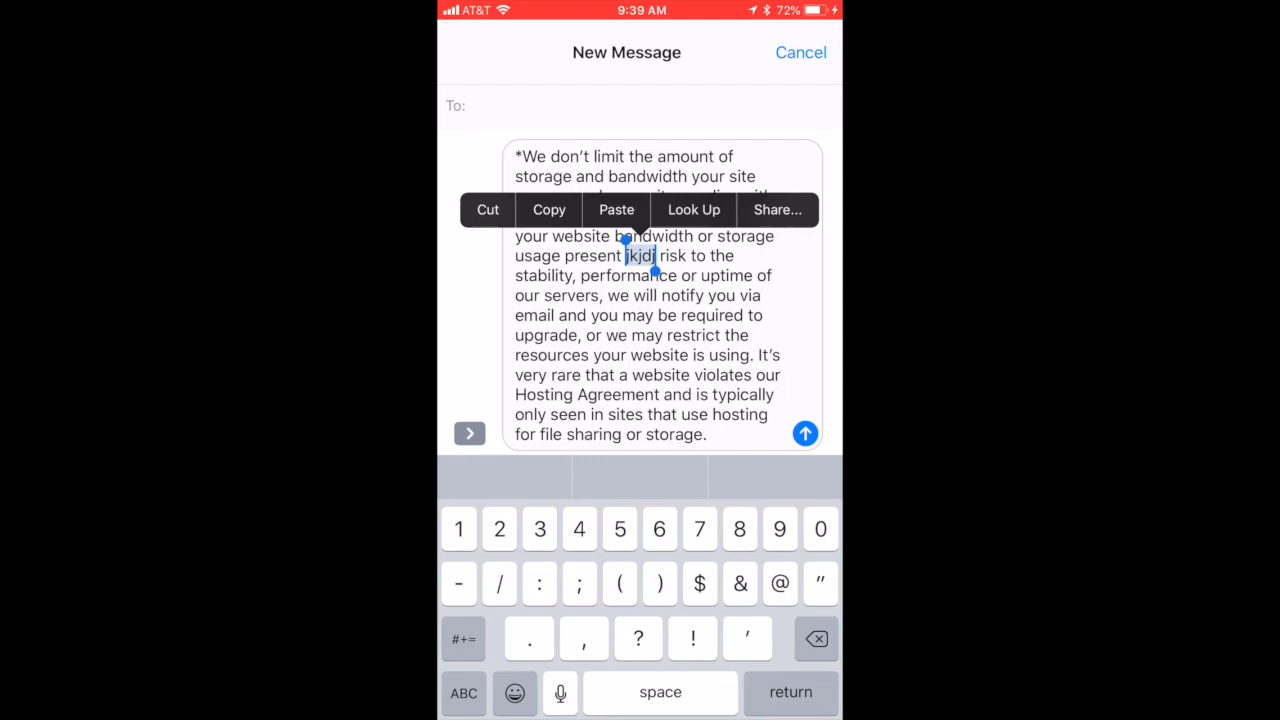 AT&T 9:39 AM 72%
New Message Cancel
To:
*We don’t limit the amount of
storage and bandwidth your site
Cut Copy Paste Look Up Share...
your website bandwidth or storage
usage present jkjdj risk to the
stability, performance or uptime of
our servers, we will notify you via
email and you may be required to
upgrade, or we may restrict the
resources your website is using. It’s
very rare that a website violates our
Hosting Agreement and is typically
only seen in sites that use hosting
for file sharing or storage.
1 2 3 4 5 6 7 8 9 0
- / : ; ( ) $ & @ "
#+= . , ? ! ’
ABC space return